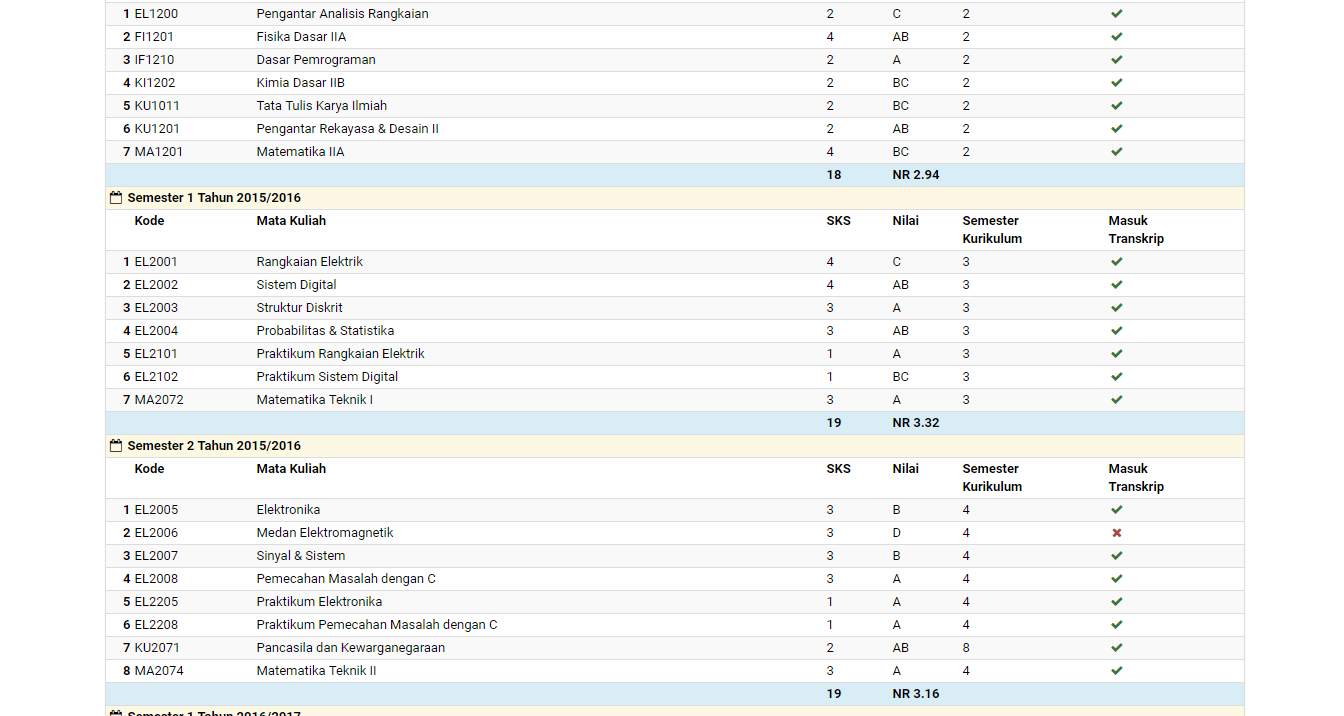 1 EL1200 Pengantar Analisis Rangkaian 2 C 2
2 FI1201 Fisika Dasar IIA 4 AB 2
3 IF1210 Dasar Pemrograman 2 A 2
4 KI1202 Kimia Dasar IIB 2 BC 2
5 KU1011 Tata Tulis Karya Ilmiah 2 BC 2
6 KU1201 Pengantar Rekayasa & Desain II 2 AB 2
7 MA1201 Matematika IIA 4 BC 2
18 NR 2.94
Semester 1 Tahun 2015/2016
Kode Mata Kuliah SKS Nilai Semester Kurikulum Masuk Transkrip
1 EL2001 Rangkaian Elektrik 4 C 3
2 EL2002 Sistem Digital 4 AB 3
3 EL2003 Struktur Diskrit 3 A 3
4 EL2004 Probabilitas & Statistika 3 AB 3
5 EL2101 Praktikum Rangkaian Elektrik 1 A 3
6 EL2102 Praktikum Sistem Digital 1 BC 3
7 MA2072 Matematika Teknik I 3 A 3
19 NR 3.32
Semester 2 Tahun 2015/2016
Kode Mata Kuliah SKS Nilai Semester Kurikulum Masuk Transkrip
1 EL2005 Elektronika 3 B 4
2 EL2006 Medan Elektromagnetik 3 D 4
3 EL2007 Sinyal & Sistem 3 B 4
4 EL2008 Pemecahan Masalah dengan C 3 A 4
5 EL2205 Praktikum Elektronika 1 A 4
6 EL2208 Praktikum Pemecahan Masalah dengan C 1 A 4
7 KU2071 Pancasila dan Kewarganegaraan 2 AB 8
8 MA2074 Matematika Teknik II 3 A 4
19 NR 3.16
Semester 1 Tahun 2016/2017